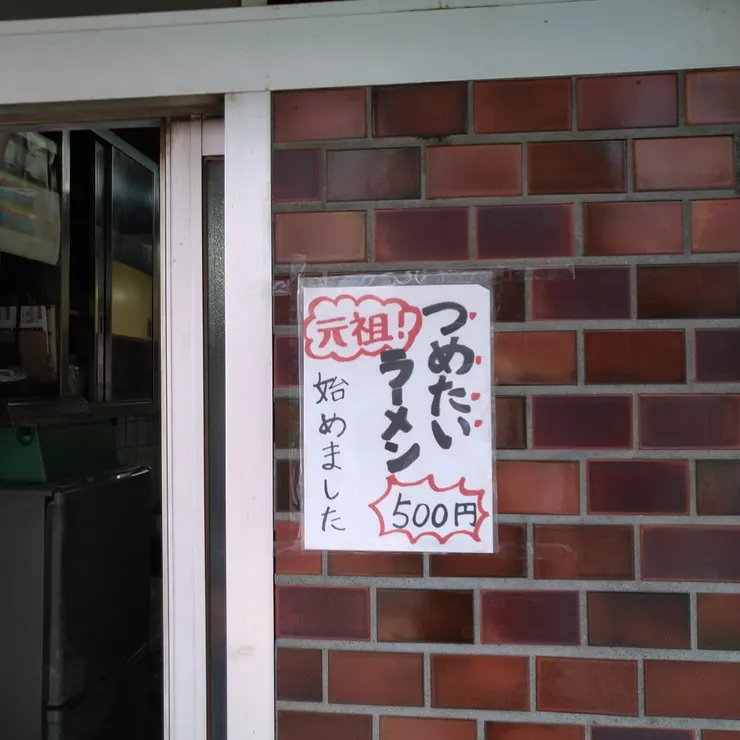 元祖!
つめたい
ラーメン
500円
始めました